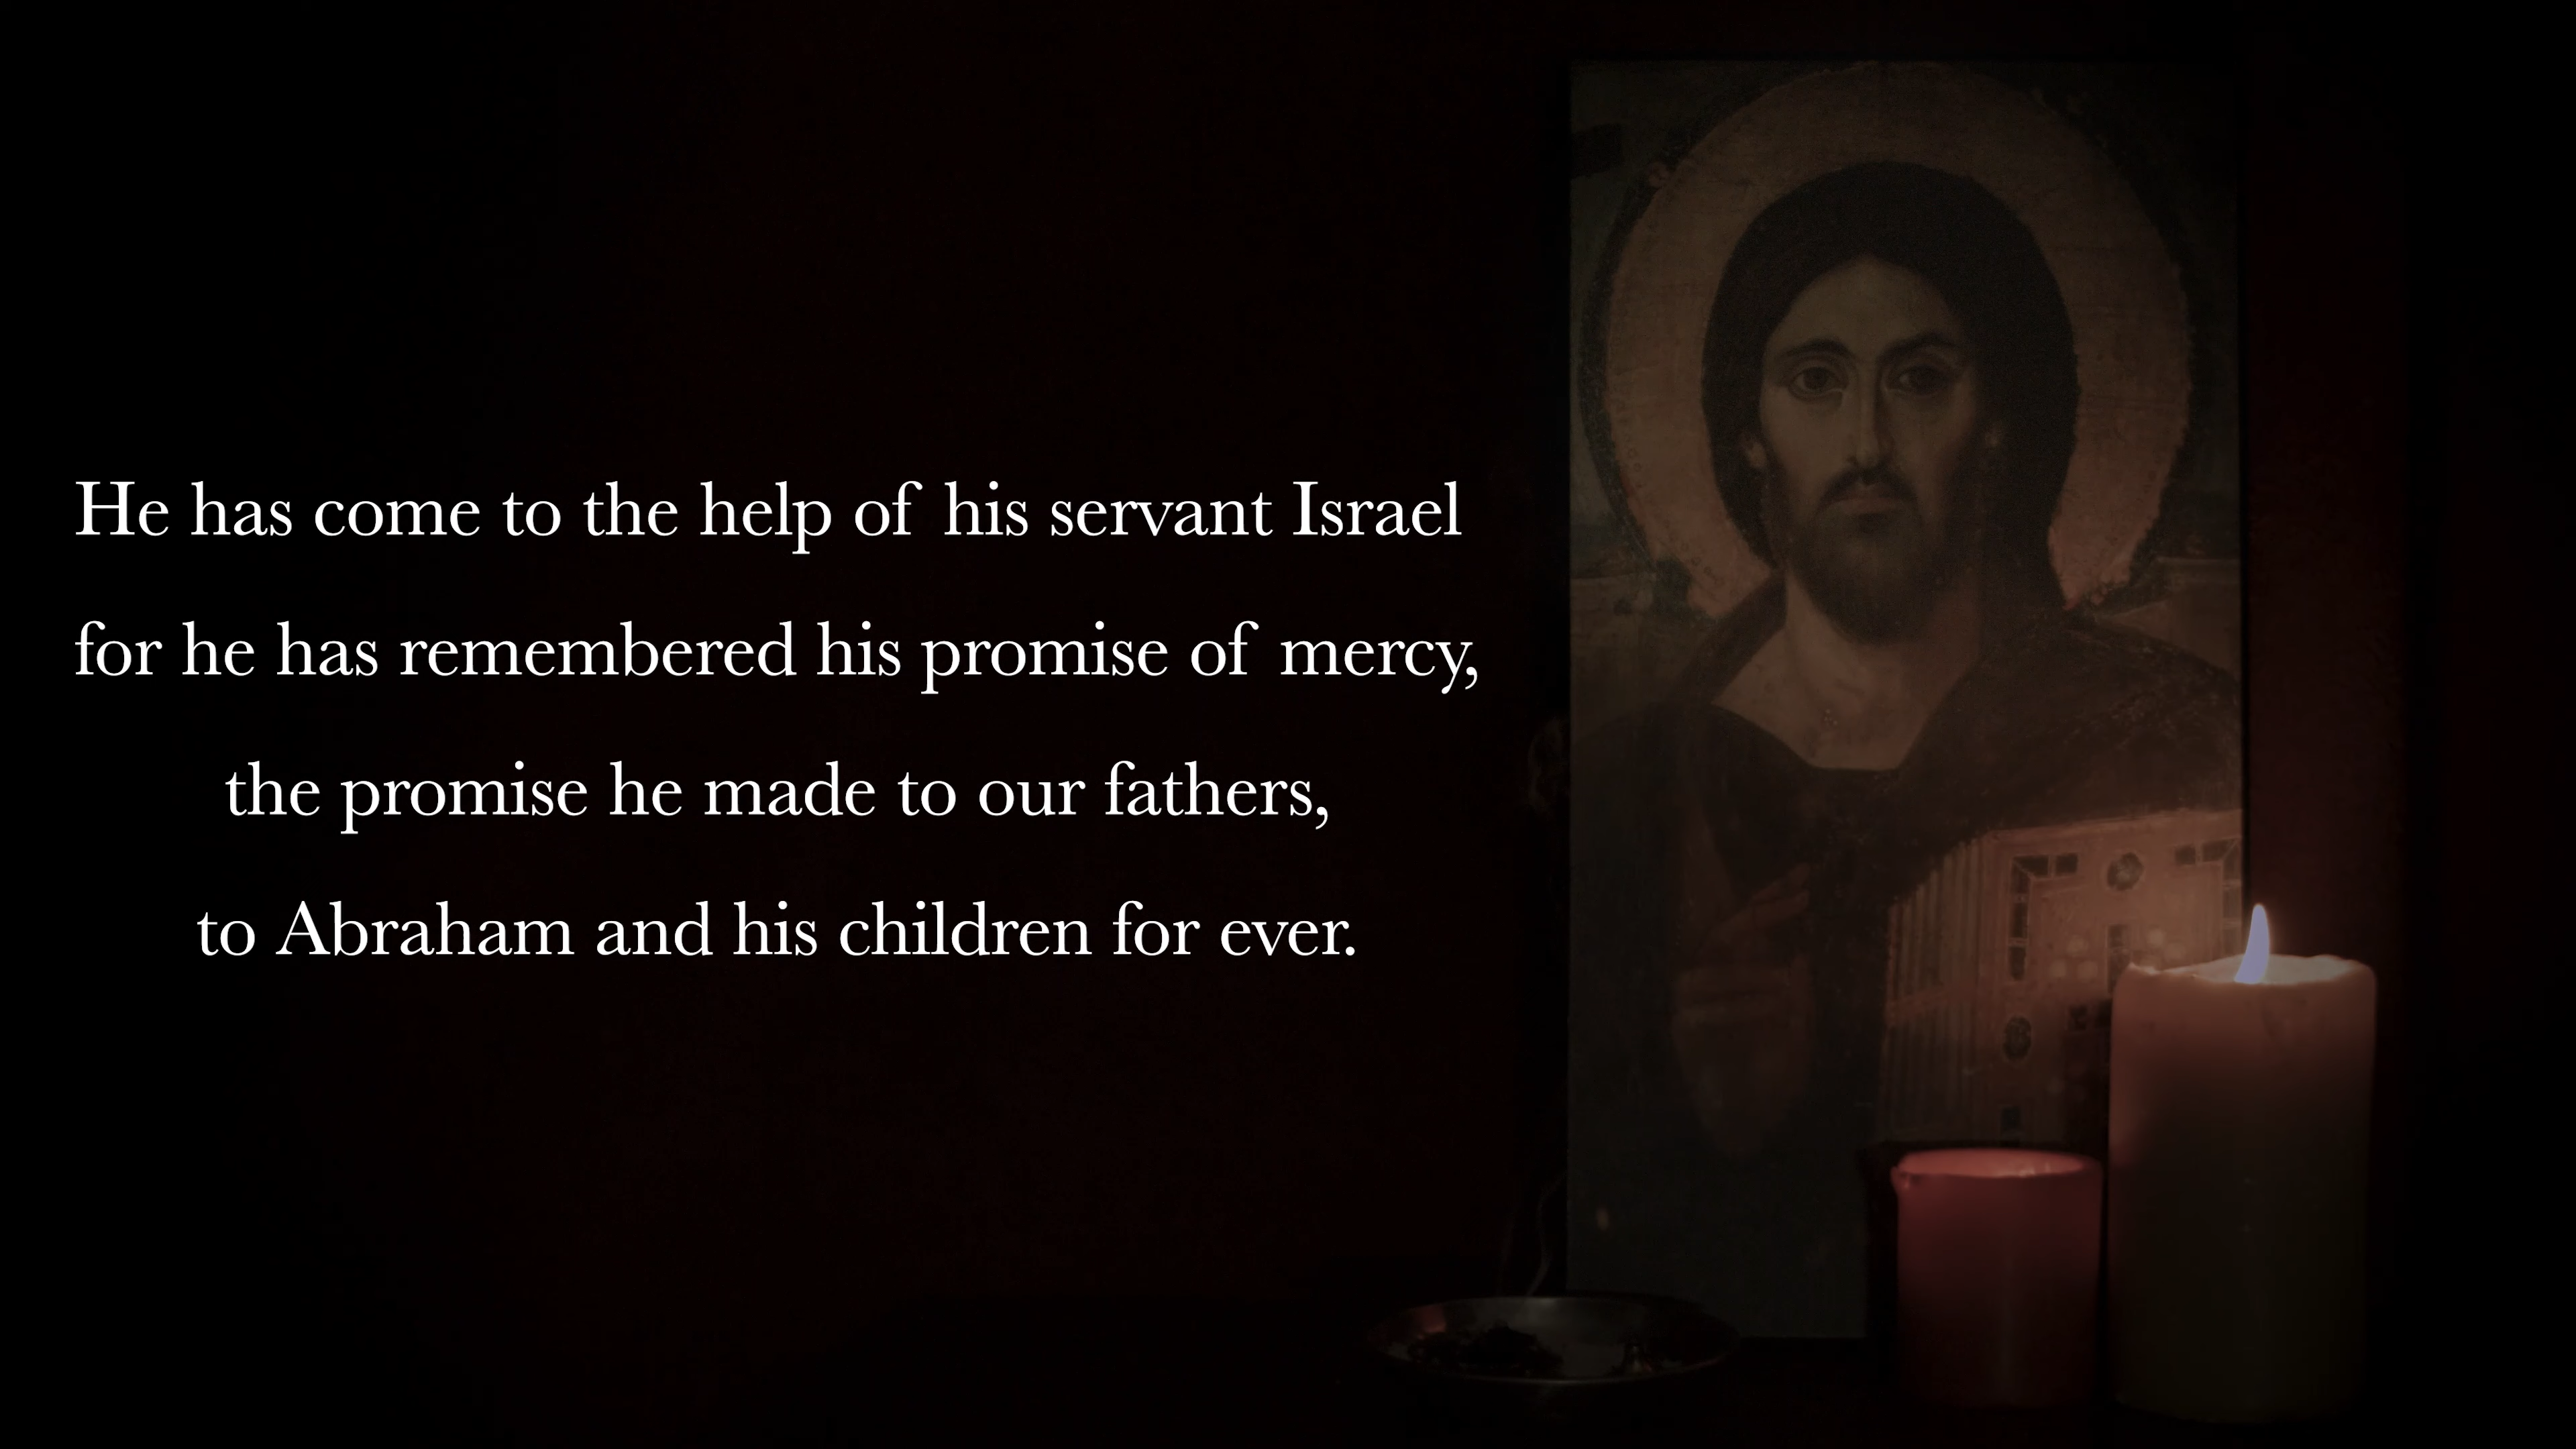 He has come to the help of his servant Israel
for he has remembered his promise of mercy,
the promise he made to our fathers,
to Abraham and his children for ever.